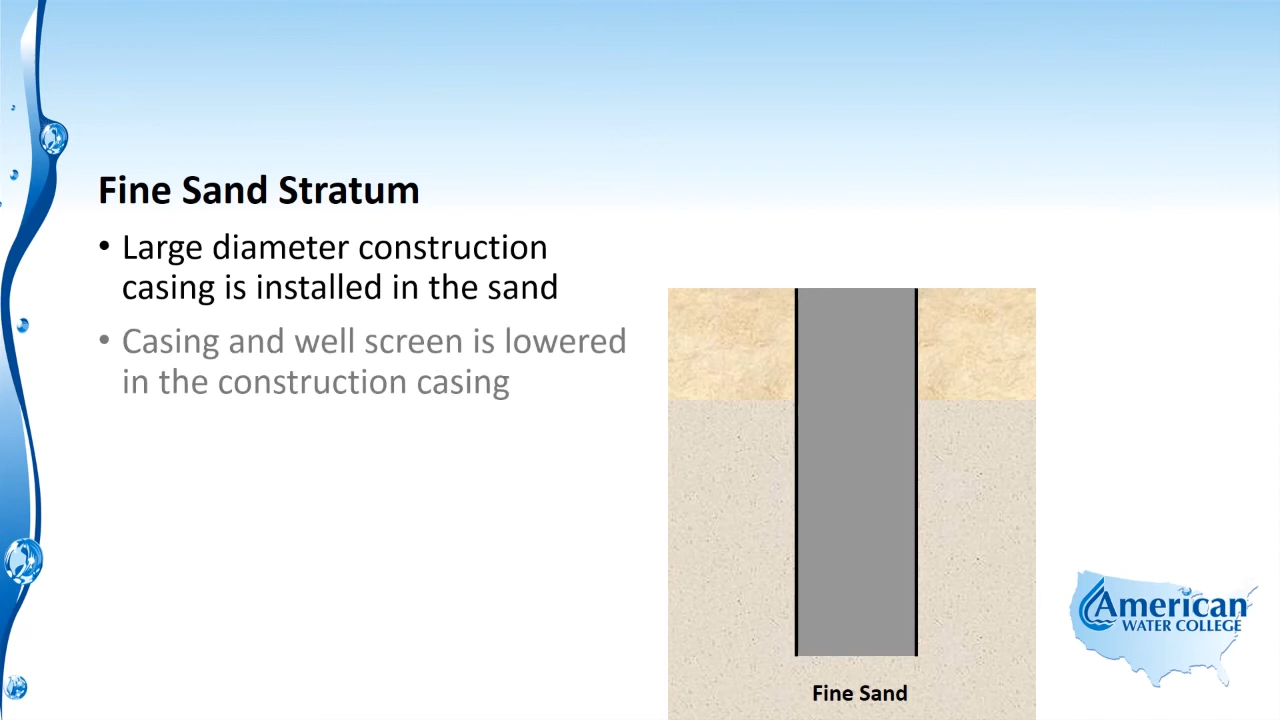 Fine Sand Stratum
• Large diameter construction
casing is installed in the sand
• Casing and well screen is lowered
in the construction casing
Fine Sand
American
WATER COLLEGE